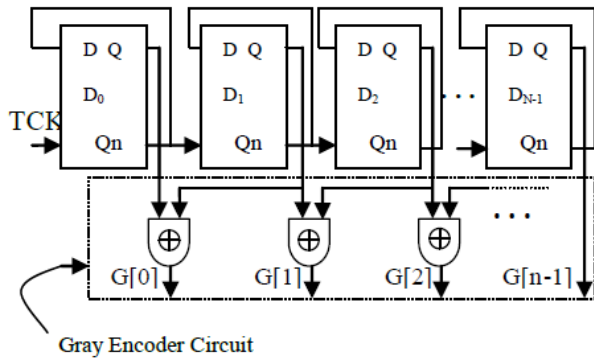 D Q D Q D Q D Q
D0 D1 D2 ... DN-1
TCK
Qn Qn Qn Qn
...
G[0] G[1] G[2] G[n-1]
Gray Encoder Circuit